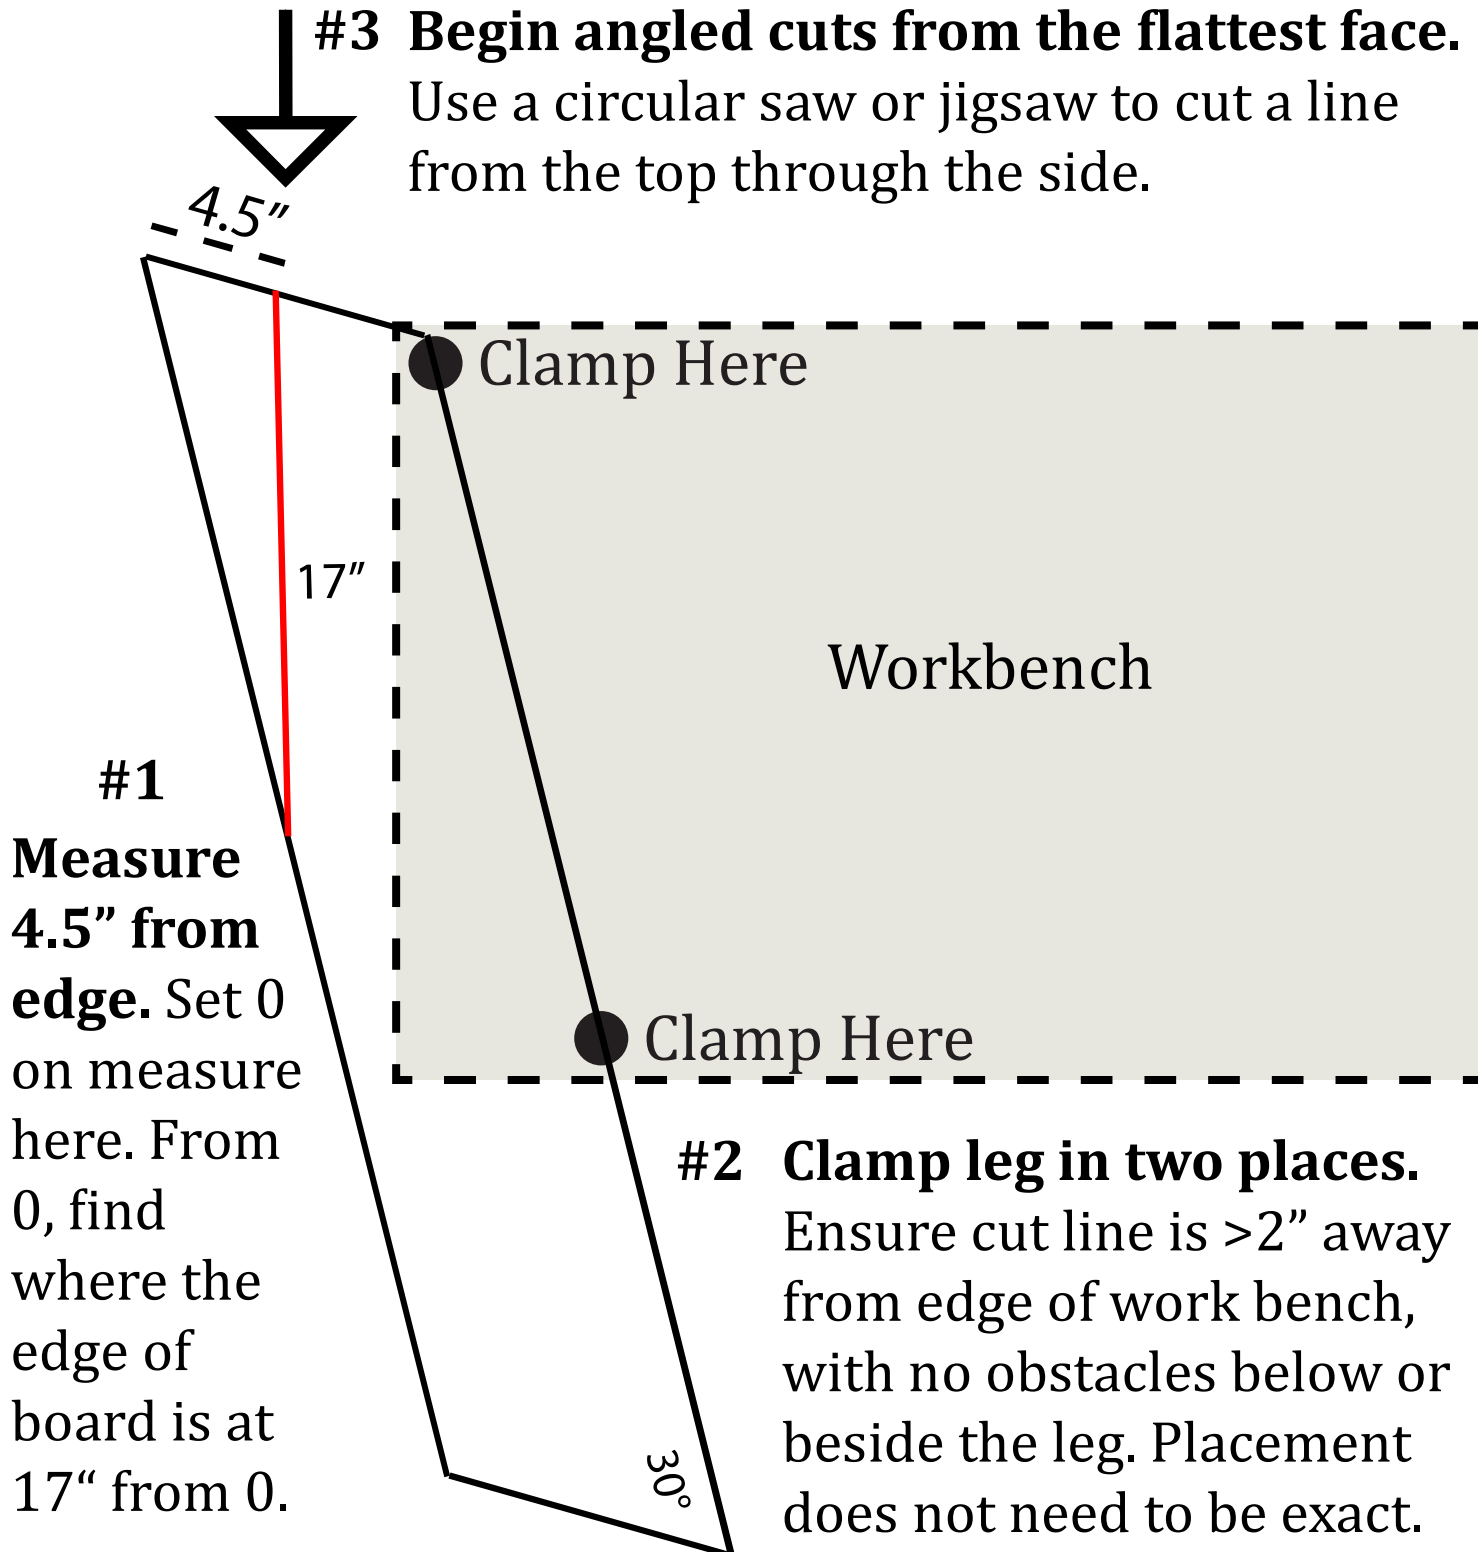 #3 Begin angled cuts from the flattest face.
Use a circular saw or jigsaw to cut a line
from the top through the side.
4.5”
Clamp Here
17”
Workbench
#1
Measure
4.5” from
edge. Set 0
on measure
here. From
0, find
where the
edge of
board is at
17“ from 0.
Clamp Here
#2 Clamp leg in two places.
Ensure cut line is >2” away
from edge of work bench,
with no obstacles below or
beside the leg. Placement
does not need to be exact.
30°